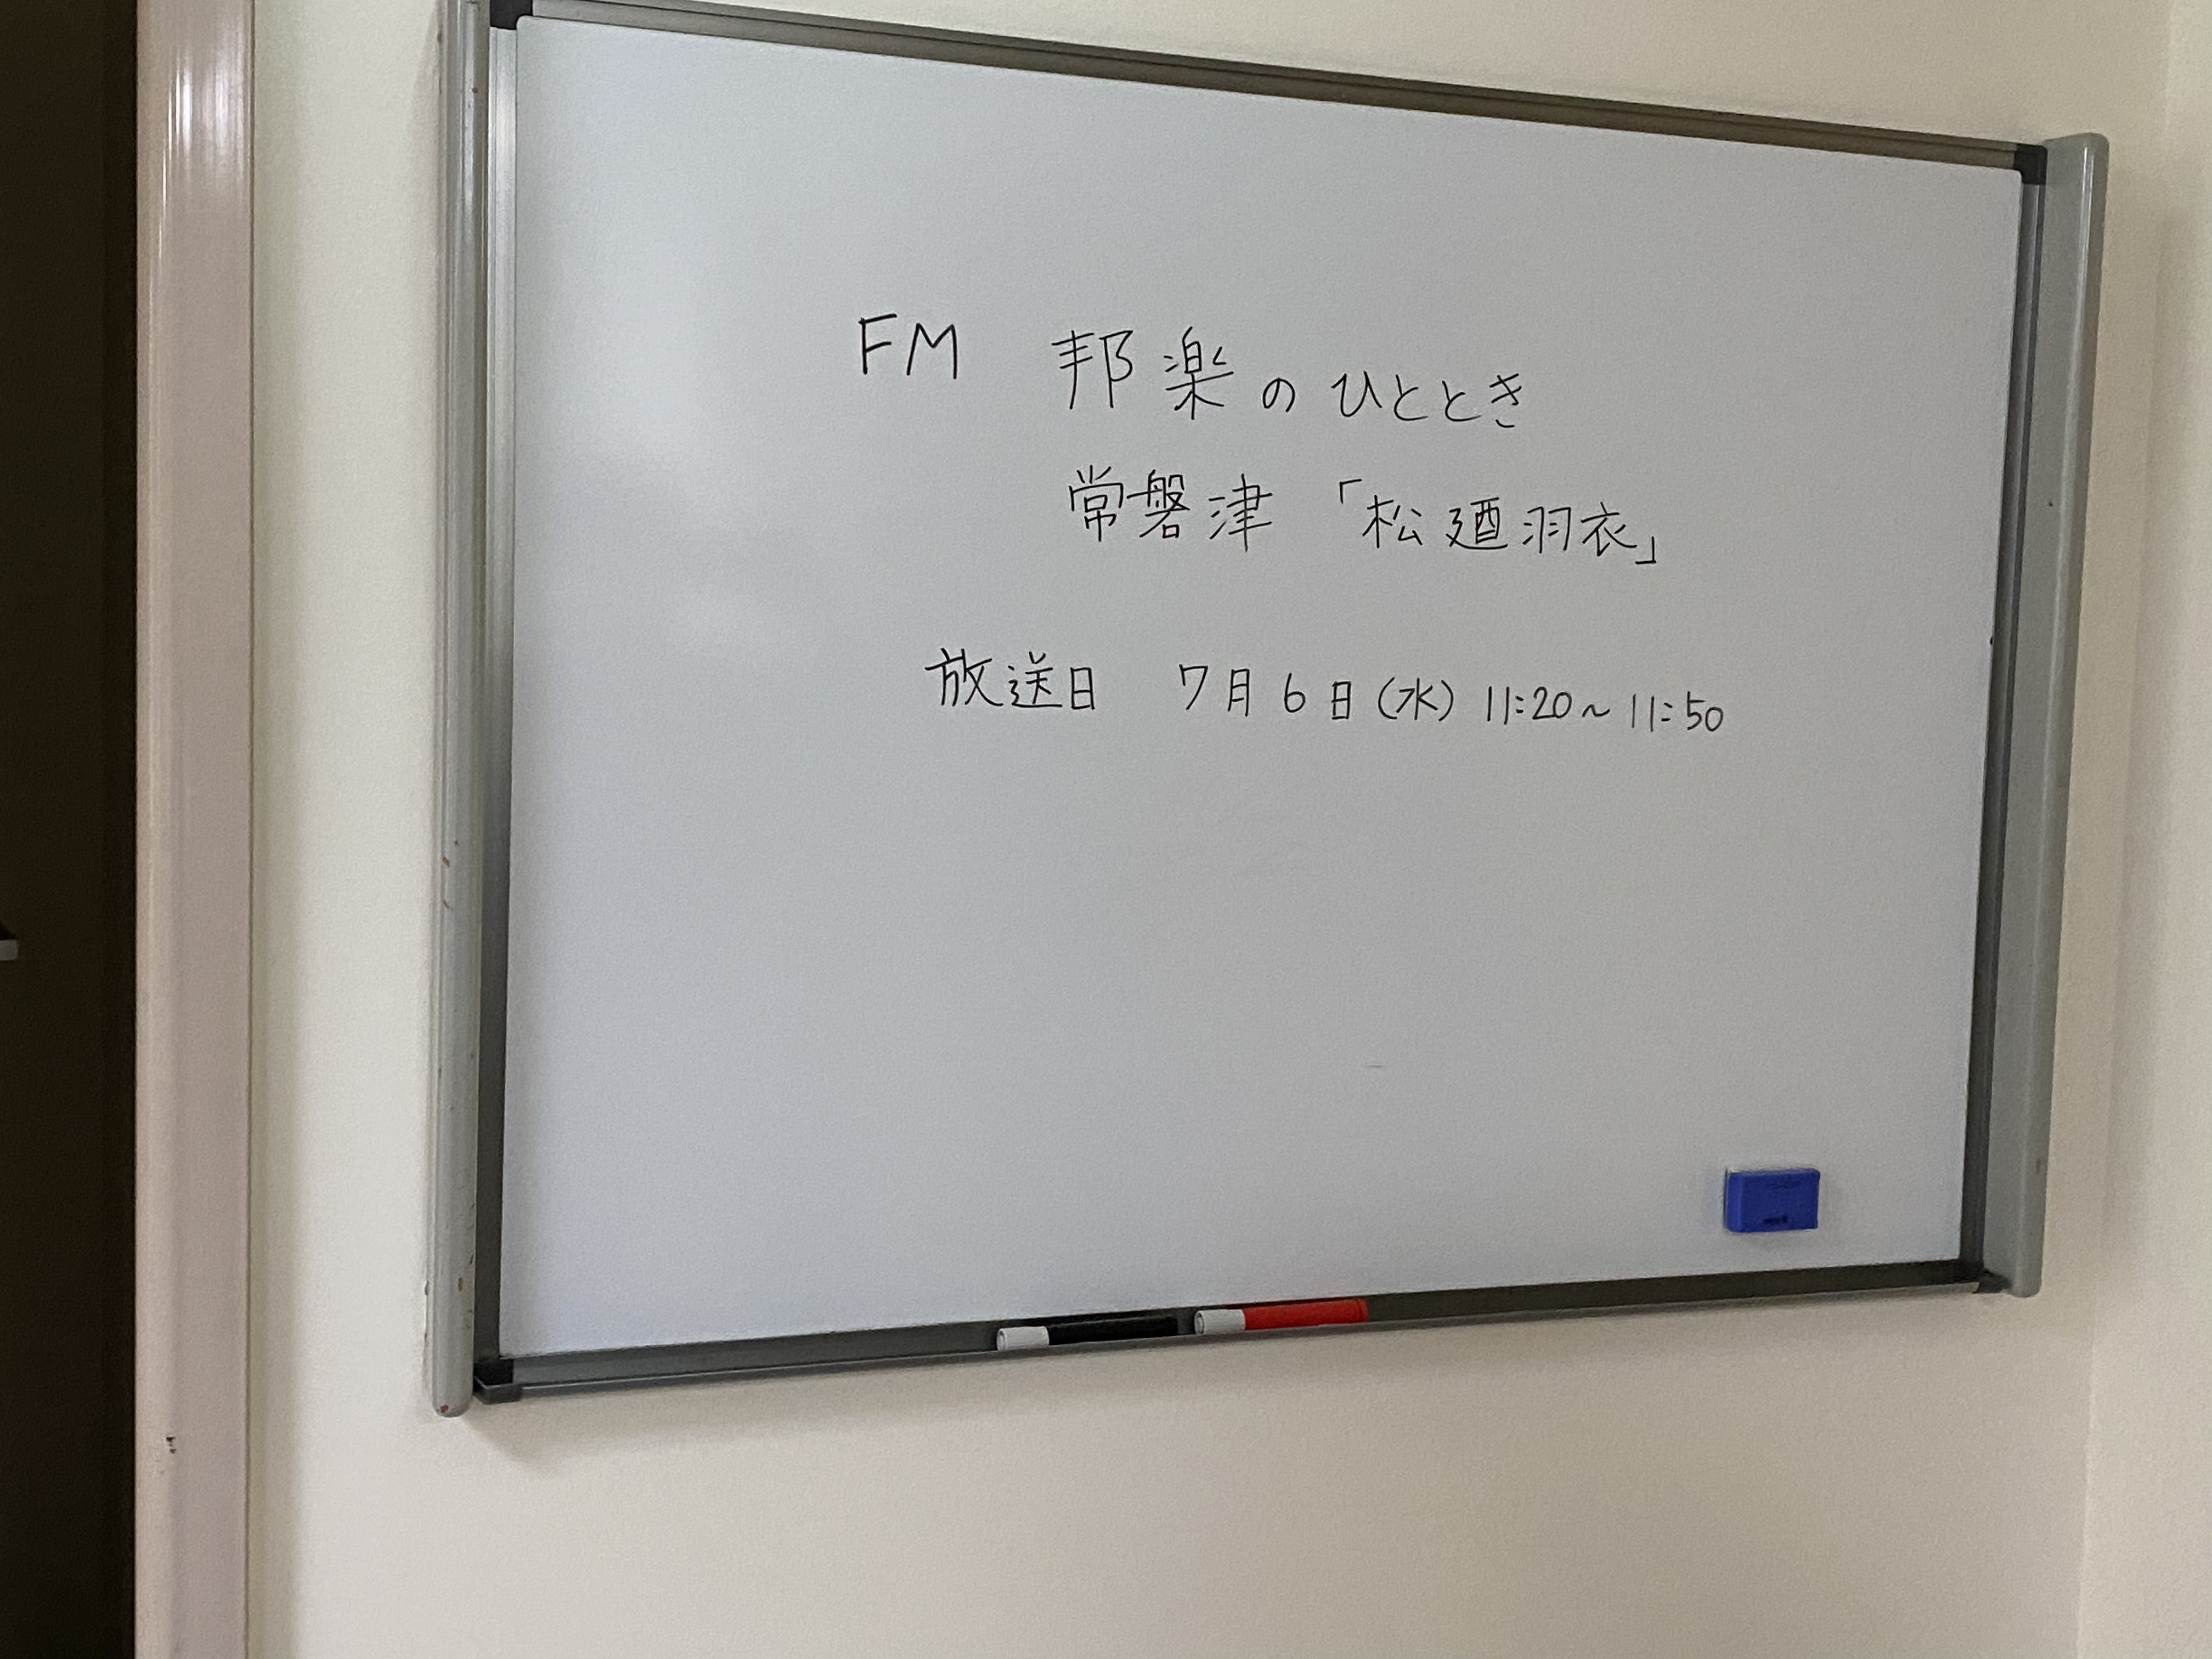 FM 邦楽のひととき
常磐津 「松廼羽衣」
放送日 7月6日(水) 11:20~11:50